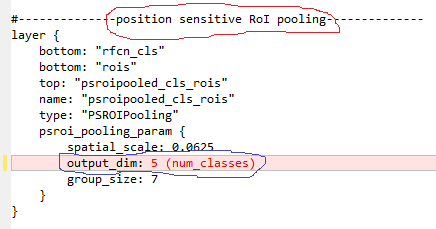 #--------------position sensitive RoI pooling--------------
layer {
    bottom: "rfcn_cls"
    bottom: "rois"
    top: "psroipooled_cls_rois"
    name: "psroipooled_cls_rois"
    type: "PSROIPooling"
    psroi_pooling_param {
        spatial_scale: 0.0625
        output_dim: 5 (num_classes)
        group_size: 7
    }
}